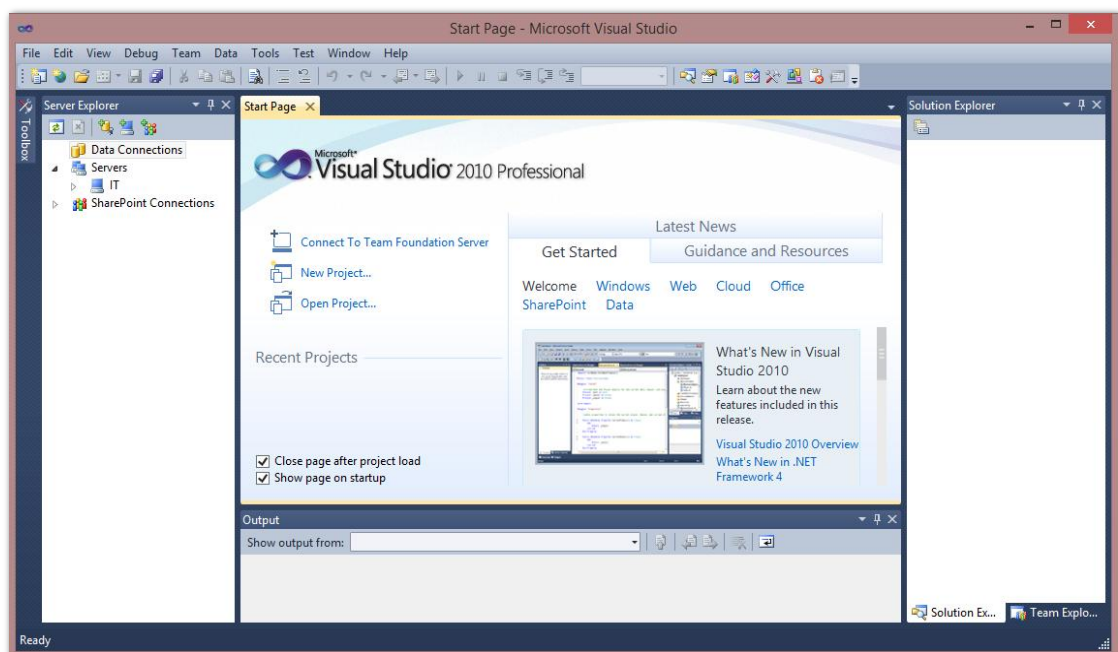 Start Page - Microsoft Visual Studio
File Edit View Debug Team Data Tools Test Window Help
Toolbox
Server Explorer
Data Connections
Servers
IT
SharePoint Connections
Start Page
Microsoft
Visual Studio 2010 Professional
Connect To Team Foundation Server
New Project...
Open Project...
Recent Projects
Close page after project load
Show page on startup
Latest News
Get Started
Guidance and Resources
Welcome Windows Web Cloud Office
SharePoint Data
What's New in Visual
Studio 2010
Learn about the new
features included in this
release.
Visual Studio 2010 Overview
What's New in .NET
Framework 4
Output
Show output from:
Solution Explorer
Solution Ex...
Team Explo...
Ready